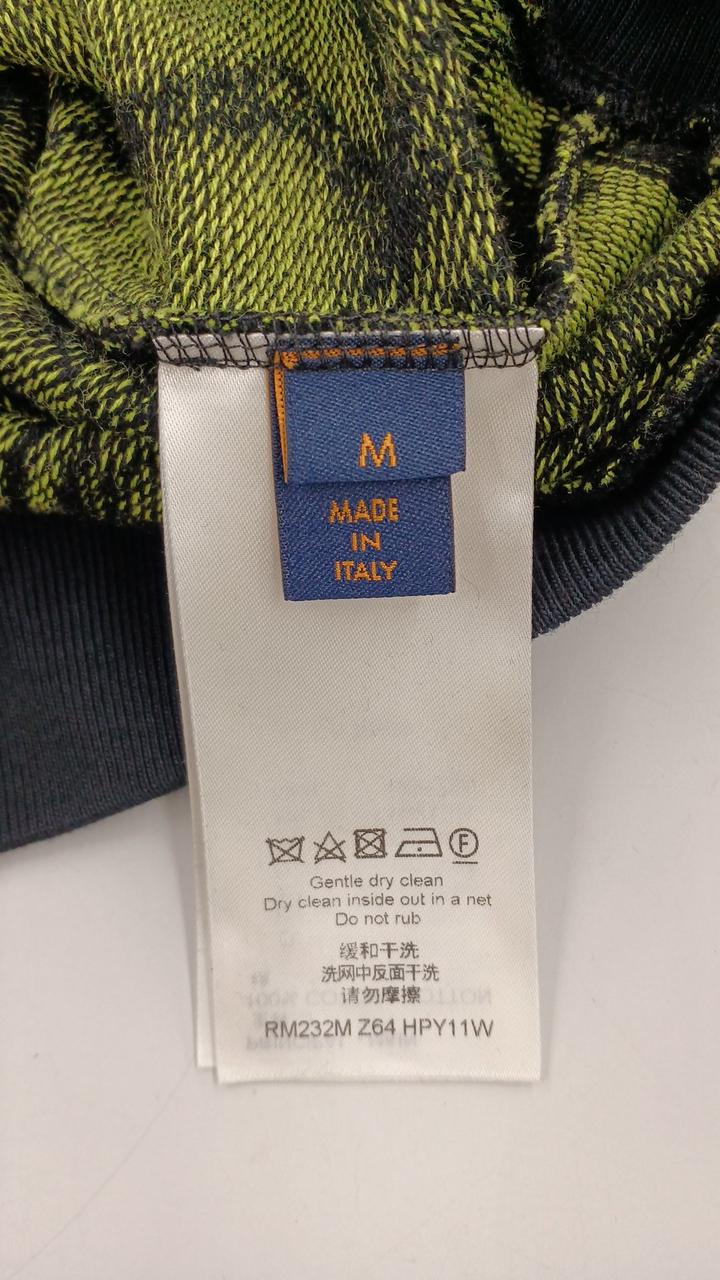 M
MADE
IN
ITALY
F
Gentle dry clean
Dry clean inside out in a net
Do not rub
缓和干洗
洗网中反面干洗
请勿摩擦
RM232M Z64 HPY11W